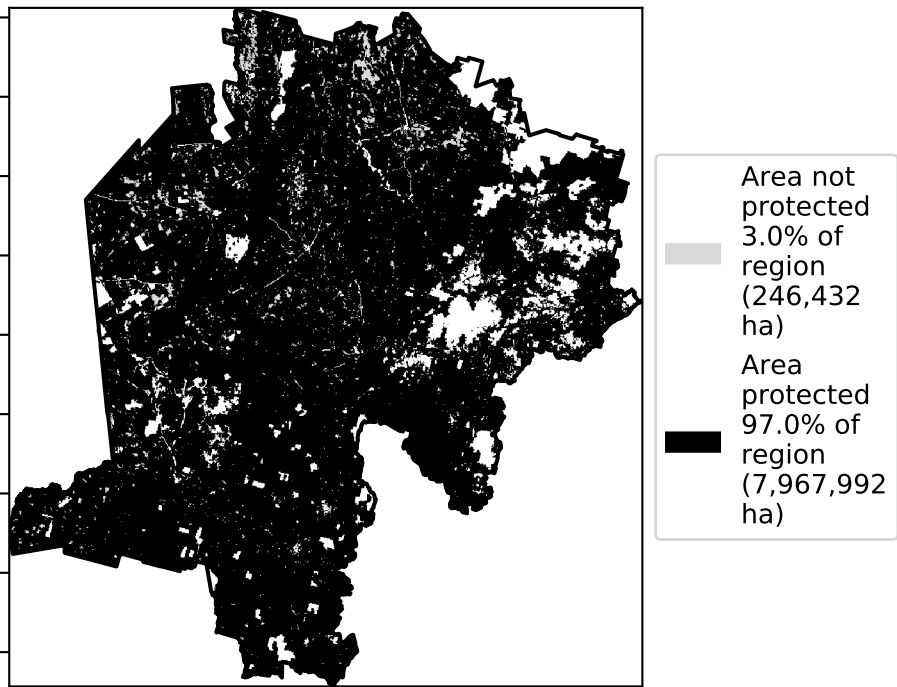 Area not
protected
3.0% of
region
(246,432
ha)
Area
protected
97.0% of
region
(7,967,992
ha)